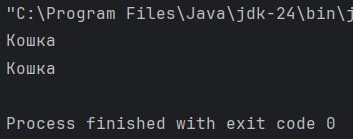 "C:\Program Files\Java\jdk-24\bin\j
Кошка
Кошка
Process finished with exit code 0